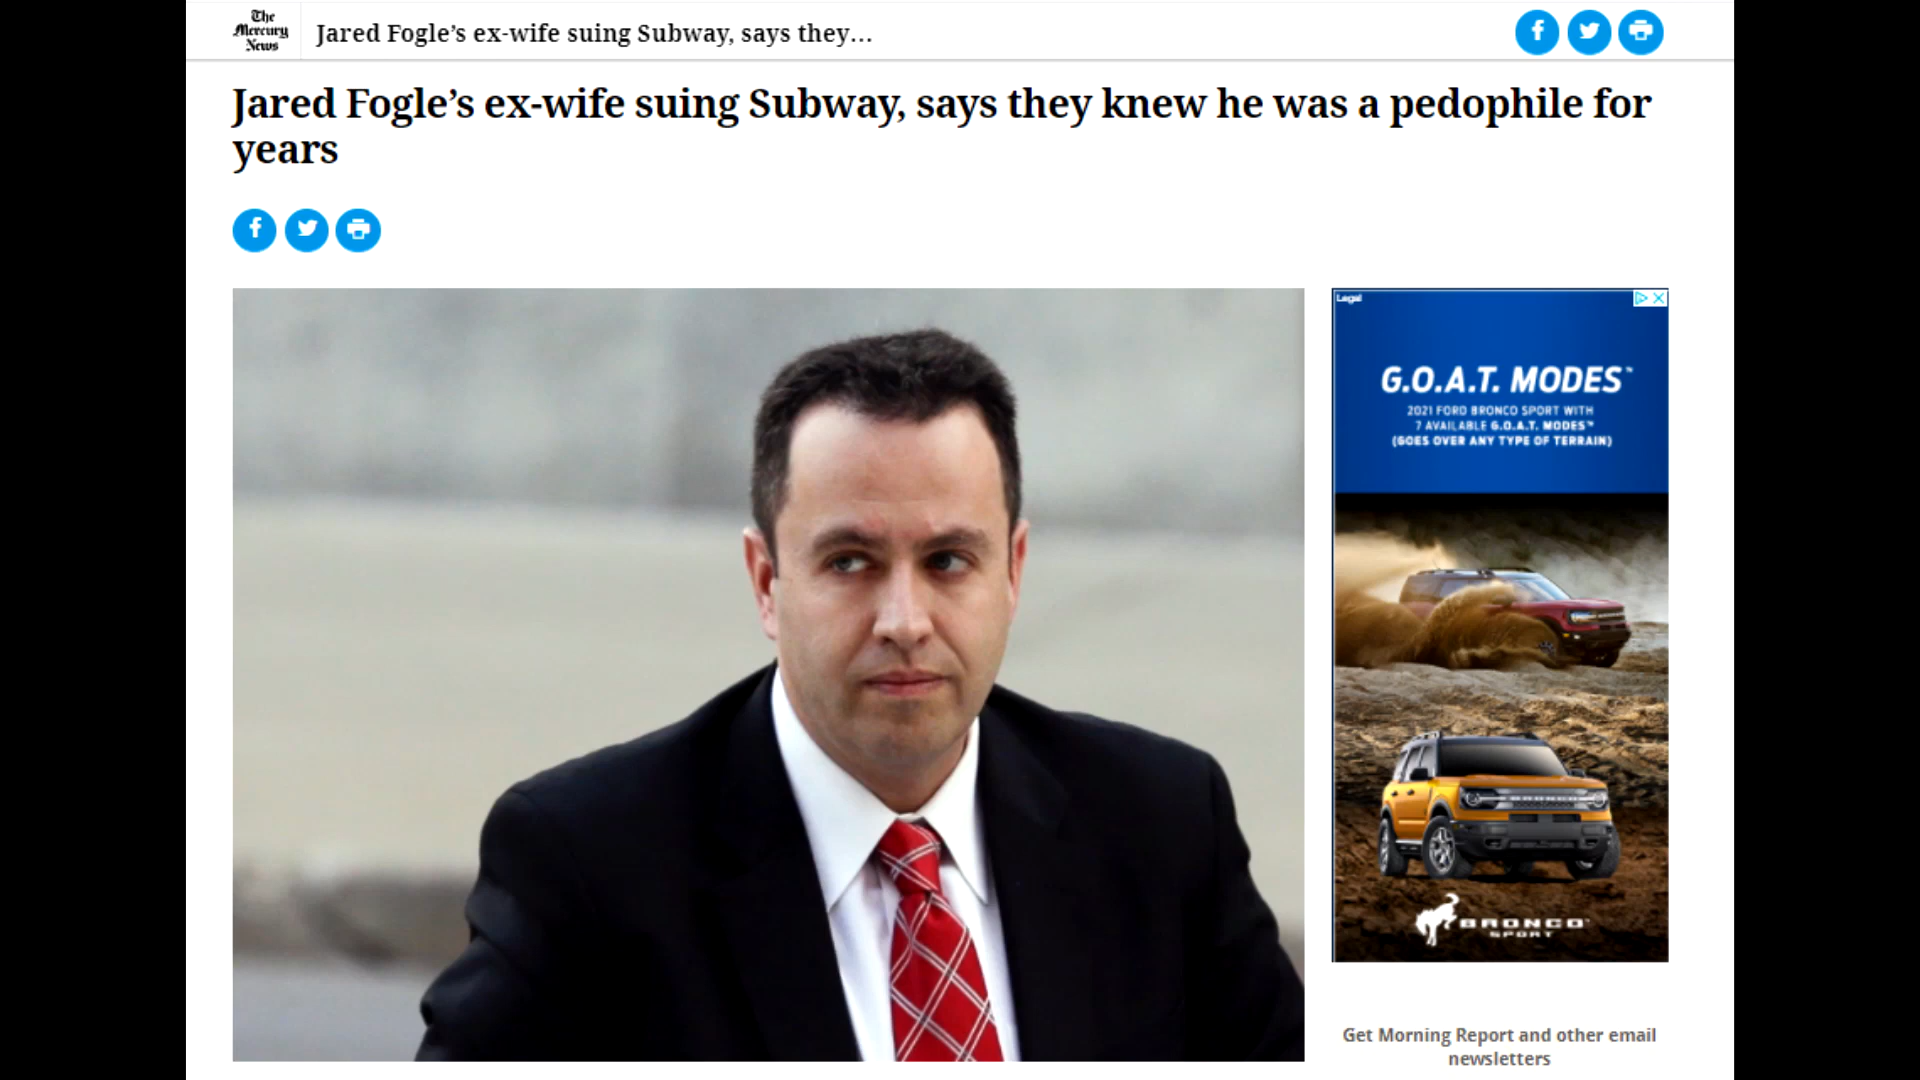 The
Mercury
News
Jared Fogle’s ex-wife suing Subway, says they...
Jared Fogle’s ex-wife suing Subway, says they knew he was a pedophile for
years
Legal
G.O.A.T. MODES™
2021 FORD BRONCO SPORT WITH
7 AVAILABLE G.O.A.T. MODES™
(GOES OVER ANY TYPE OF TERRAIN)
BRONCO
SPORT
Get Morning Report and other email
newsletters